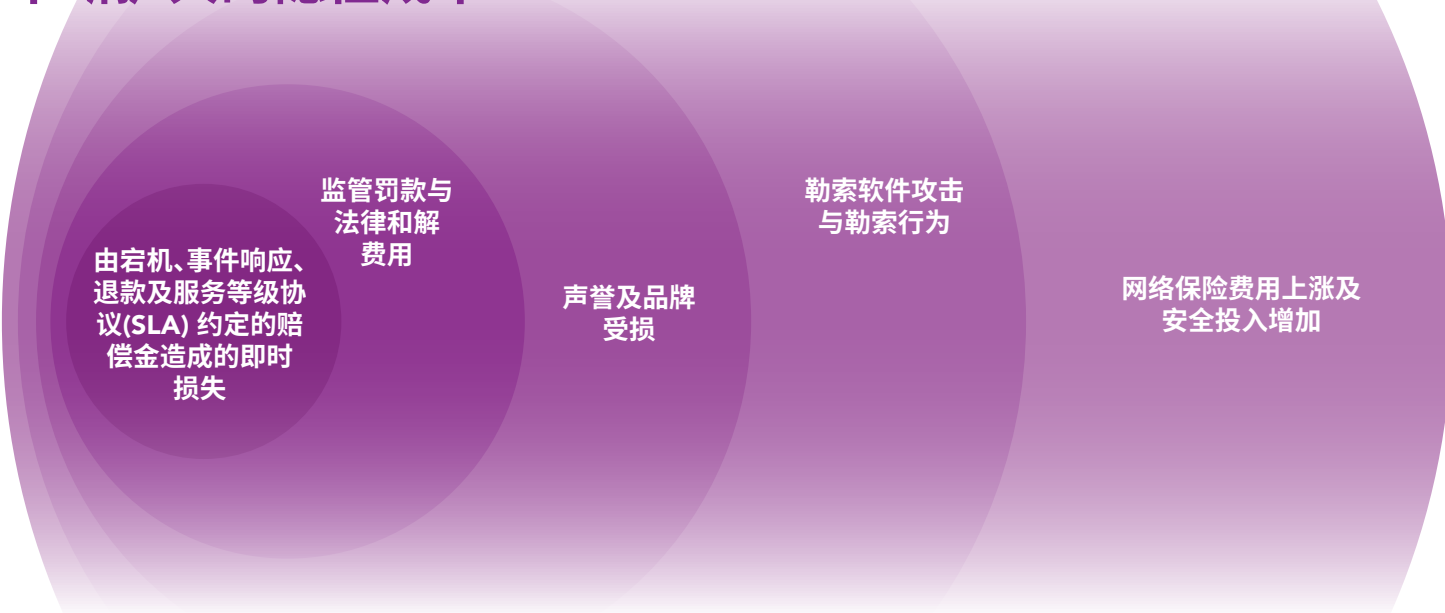 由宕机、事件响应、
退款及服务等级协
议(SLA) 约定的赔
偿金造成的即时
损失
监管罚款与
法律和解
费用
声誉及品牌
受损
勒索软件攻击
与勒索行为
网络保险费用上涨及
安全投入增加